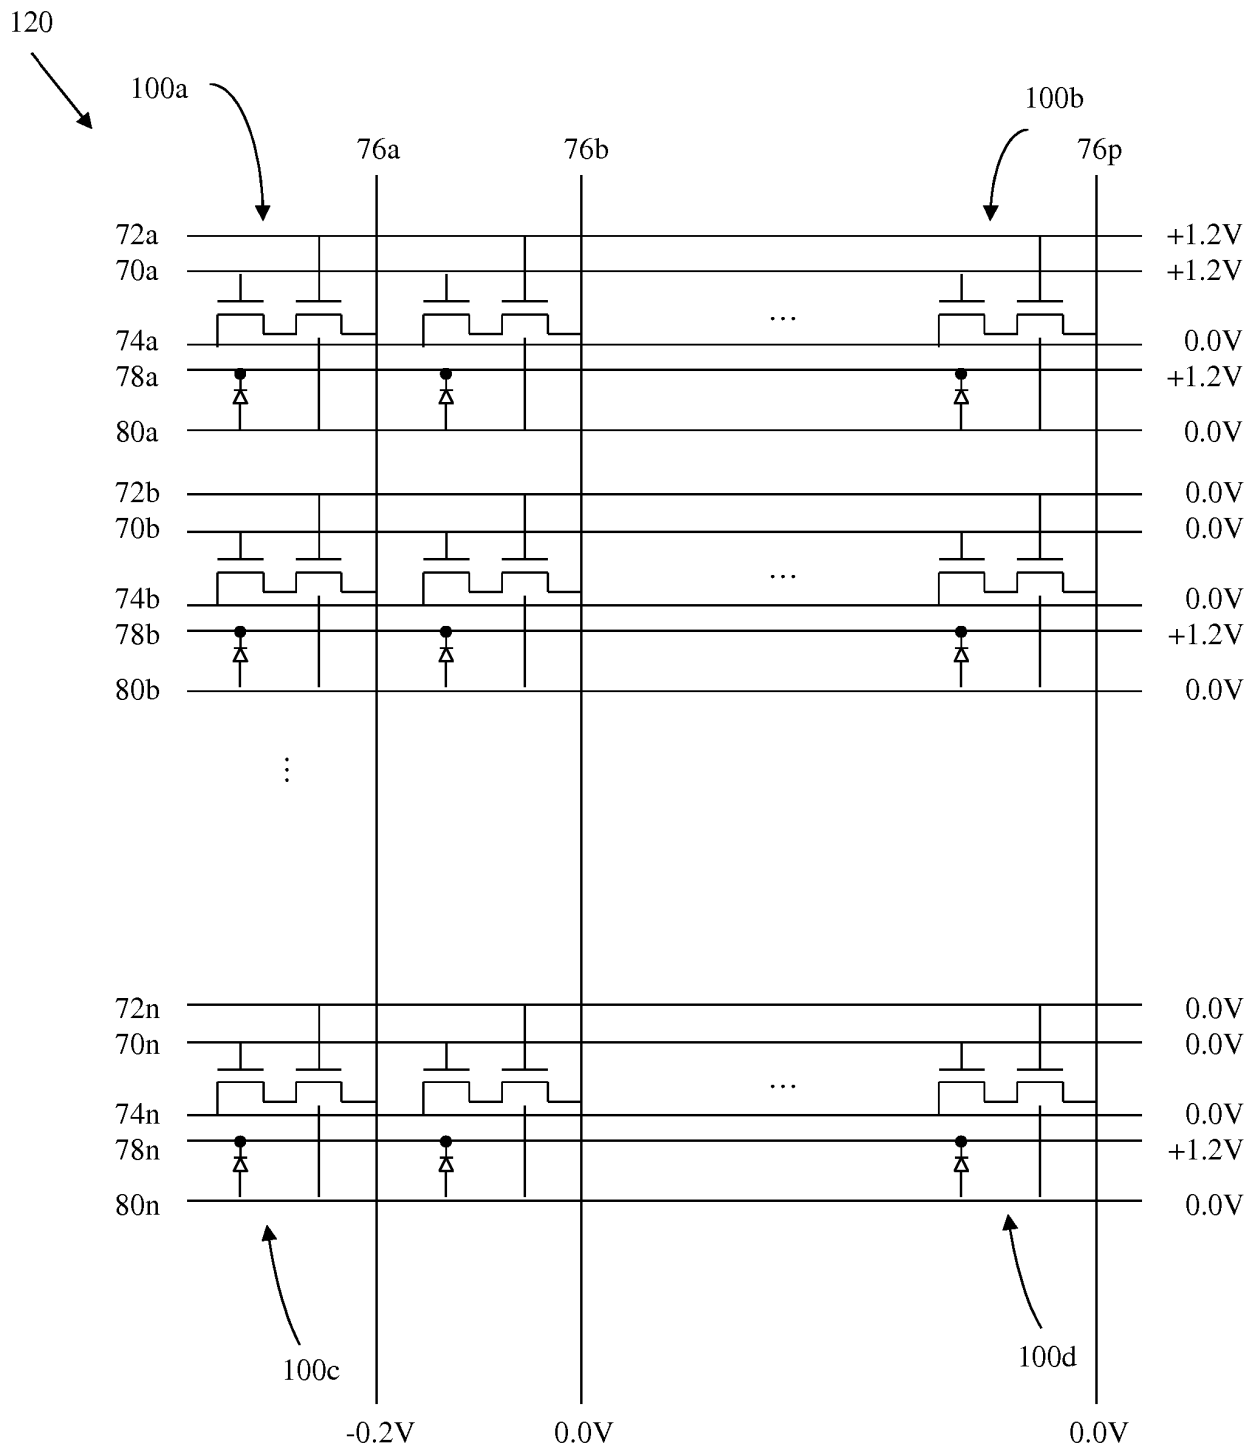 120
100a
100b
76a 76b 76p
72a +1.2V
70a +1.2V
...
74a 0.0V
78a +1.2V
80a 0.0V
72b 0.0V
70b 0.0V
...
74b 0.0V
78b +1.2V
80b 0.0V
...
72n 0.0V
70n 0.0V
...
74n 0.0V
78n +1.2V
80n 0.0V
100c
100d
-0.2V 0.0V 0.0V